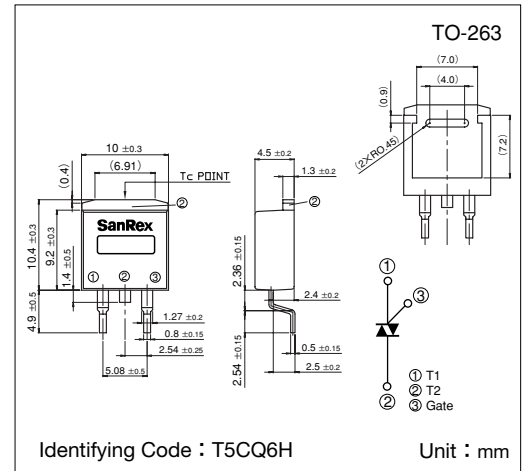 TO-263
(7.0)
(4.0)
(0.9)
(7.2)
(2×R0.45)
10 ±0.3
(6.91)
(0.4)
Tc POINT
②
SanRex
① ② ③
10.4 ±0.3
9.2 ±0.3
1.4 ±0.5
4.9 ±0.5
1.27 ±0.2
0.8 ±0.15
2.54 ±0.25
5.08 ±0.5
4.5 ±0.2
1.3 ±0.2
②
2.36 ±0.15
2.4 ±0.2
2.54 ±0.15
0.5 ±0.15
2.5 ±0.2
①
③
②
① T1
② T2
③ Gate
Identifying Code：T5CQ6H
Unit：mm